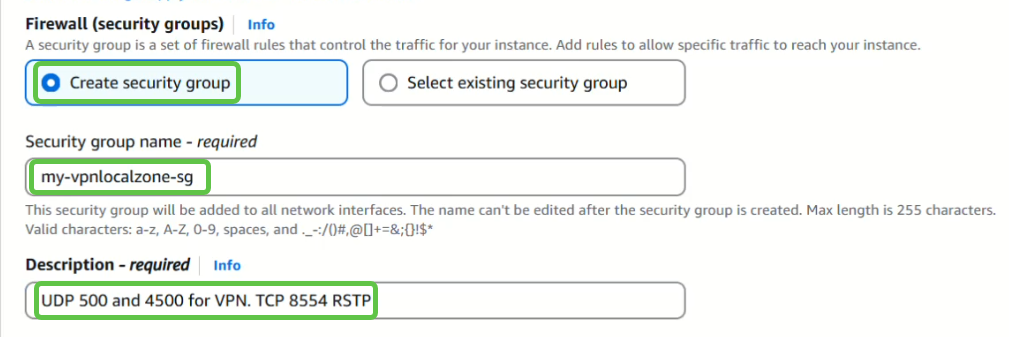 Firewall (security groups) Info
A security group is a set of firewall rules that control the traffic for your instance. Add rules to allow specific traffic to reach your instance.
Create security group Select existing security group
Security group name - required
my-vpnlocalzone-sg
This security group will be added to all network interfaces. The name can't be edited after the security group is created. Max length is 255 characters.
Valid characters: a-z, A-Z, 0-9, spaces, and ._-:/()#,@[]+=&;{}!$*
Description - required Info
UDP 500 and 4500 for VPN. TCP 8554 RSTP